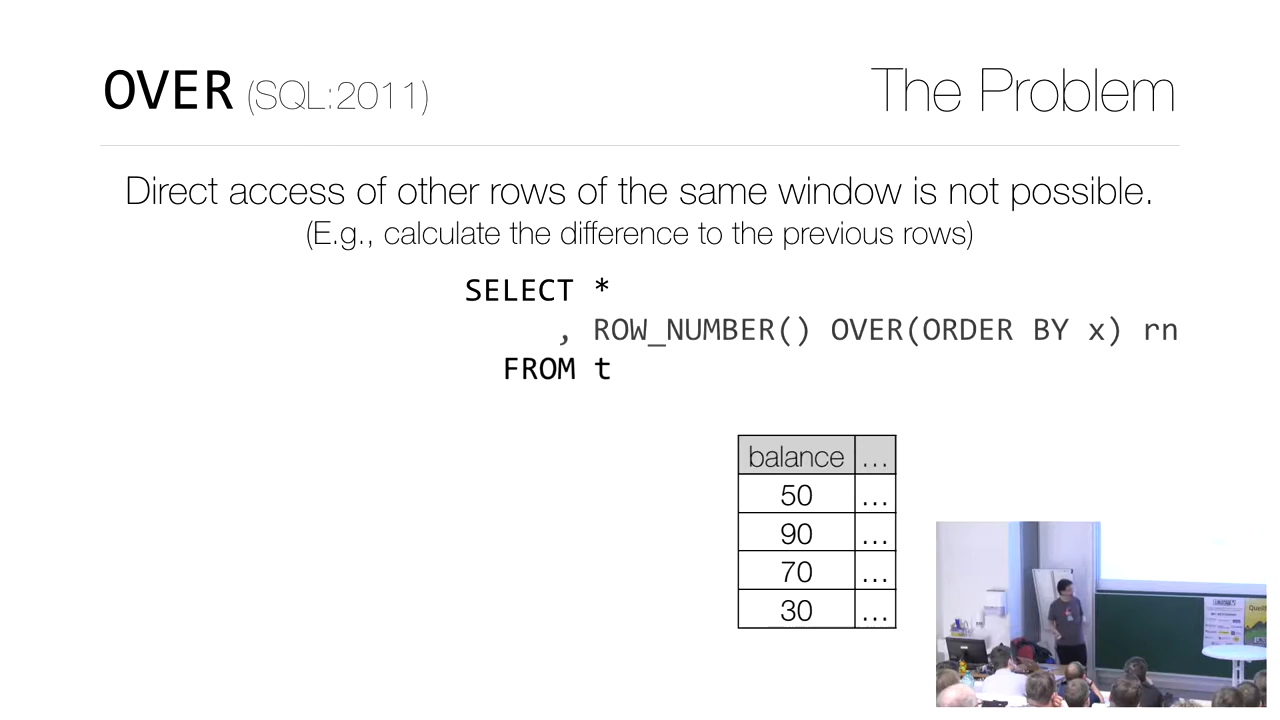 OVER (SQL:2011)
The Problem
Direct access of other rows of the same window is not possible.
(E.g., calculate the difference to the previous rows)
SELECT *
, ROW_NUMBER() OVER(ORDER BY x) rn
FROM t
balance …
50 …
90 …
70 …
30 …